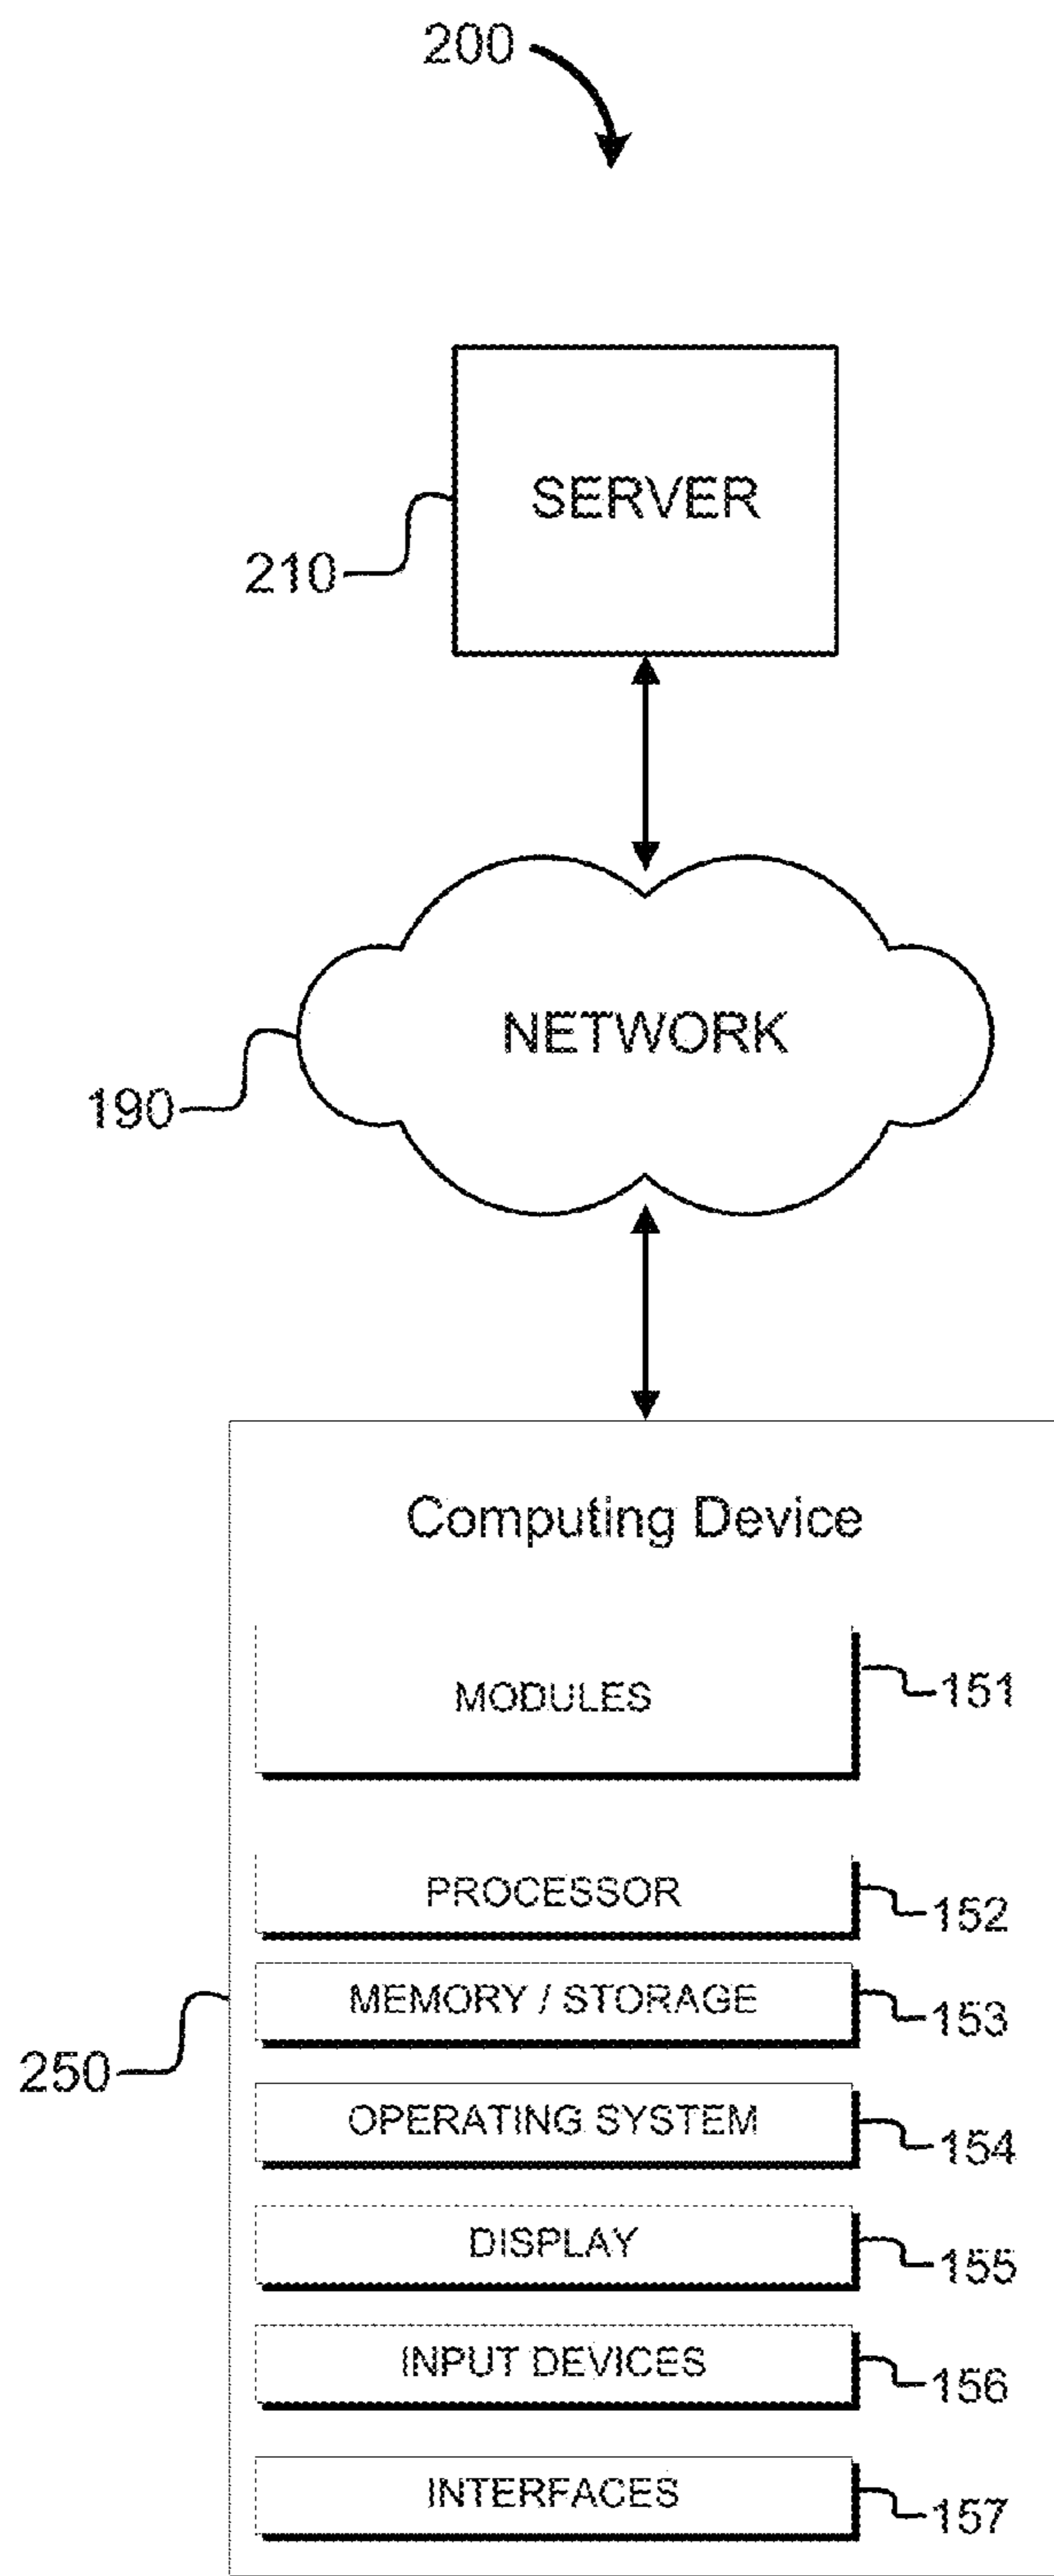 200
SERVER
210
NETWORK
190
Computing Device
MODULES
151
PROCESSOR
152
MEMORY / STORAGE
153
250
OPERATING SYSTEM
154
DISPLAY
155
INPUT DEVICES
156
INTERFACES
157